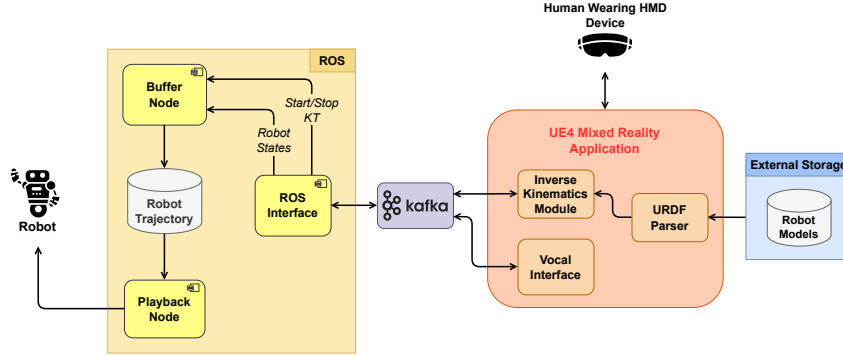 Human Wearing HMD
Device
ROS
Buffer
Node
Start/Stop
KT
Robot
States
UE4 Mixed Reality
Application
External Storage
Robot
Robot
Trajectory
ROS
Interface
kafka
Inverse
Kinematics
Module
URDF
Parser
Robot
Models
Vocal
Interface
Playback
Node